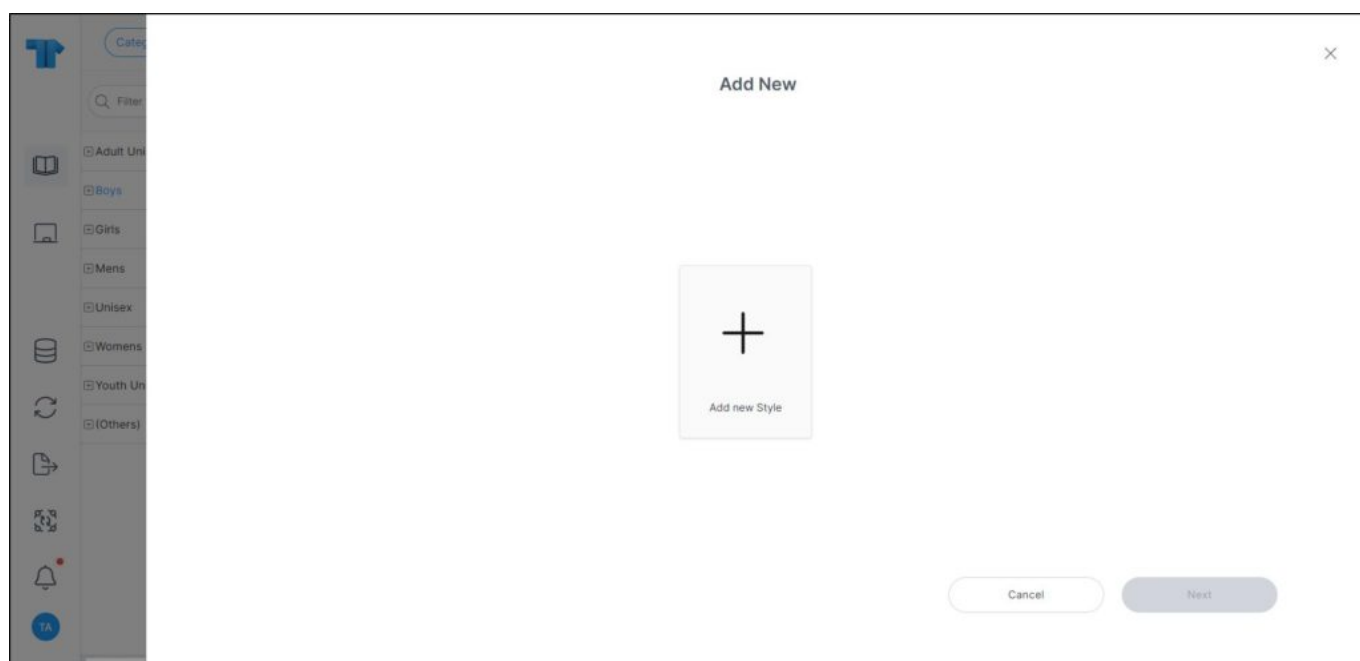 Categ
Filter
Adult Uni
Boys
Girls
Mens
Unisex
Womens
Youth Un
(Others)
TA
Add New
Add new Style
Cancel
Next